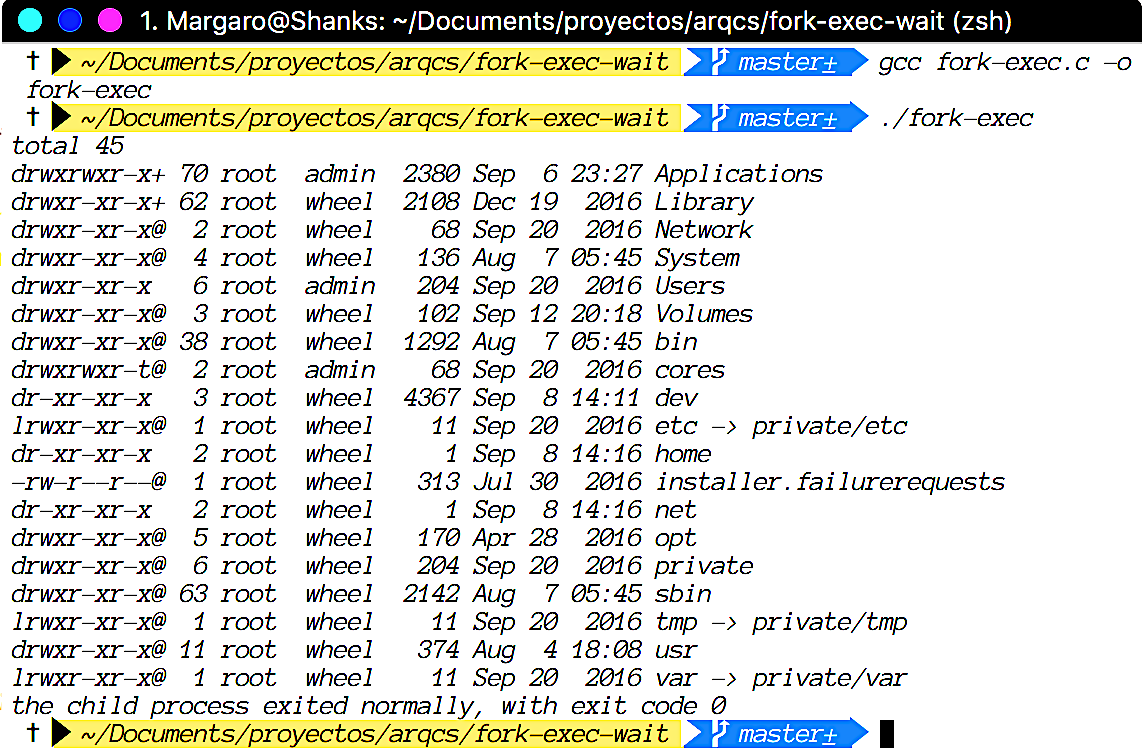 1. Margaro@Shanks: ~/Documents/proyectos/arqcs/fork-exec-wait (zsh)
† ~/Documents/proyectos/arqcs/fork-exec-wait master± gcc fork-exec.c -o
fork-exec
† ~/Documents/proyectos/arqcs/fork-exec-wait master± ./fork-exec
total 45
drwxrwxr-x+ 70 root  admin  2380 Sep  6 23:27 Applications
drwxr-xr-x+ 62 root  wheel  2108 Dec 19  2016 Library
drwxr-xr-x@  2 root  wheel    68 Sep 20  2016 Network
drwxr-xr-x@  4 root  wheel   136 Aug  7 05:45 System
drwxr-xr-x   6 root  admin   204 Sep 20  2016 Users
drwxr-xr-x@  3 root  wheel   102 Sep 12 20:18 Volumes
drwxr-xr-x@ 38 root  wheel  1292 Aug  7 05:45 bin
drwxrwxr-t@  2 root  admin    68 Sep 20  2016 cores
dr-xr-xr-x   3 root  wheel  4367 Sep  8 14:11 dev
lrwxr-xr-x@  1 root  wheel    11 Sep 20  2016 etc -> private/etc
dr-xr-xr-x   2 root  wheel     1 Sep  8 14:16 home
-rw-r--r--@  1 root  wheel   313 Jul 30  2016 installer.failurerequests
dr-xr-xr-x   2 root  wheel     1 Sep  8 14:16 net
drwxr-xr-x@  5 root  wheel   170 Apr 28  2016 opt
drwxr-xr-x@  6 root  wheel   204 Sep 20  2016 private
drwxr-xr-x@ 63 root  wheel  2142 Aug  7 05:45 sbin
lrwxr-xr-x@  1 root  wheel    11 Sep 20  2016 tmp -> private/tmp
drwxr-xr-x@ 11 root  wheel   374 Aug  4 18:08 usr
lrwxr-xr-x@  1 root  wheel    11 Sep 20  2016 var -> private/var
the child process exited normally, with exit code 0
† ~/Documents/proyectos/arqcs/fork-exec-wait master±